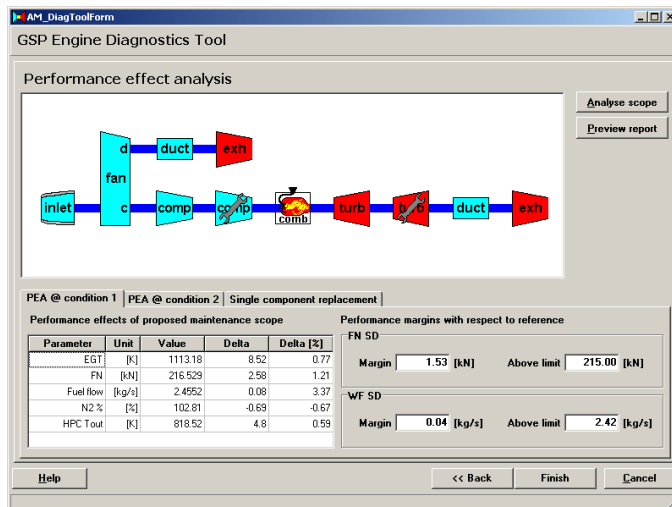 AM_DiagToolForm
GSP Engine Diagnostics Tool
Performance effect analysis
Analyse scope
Preview report
d duct exh
fan
inlet c comp comp comb turb turb duct exh
PEA @ condition 1 PEA @ condition 2 Single component replacement
Performance effects of proposed maintenance scope
Parameter Unit Value Delta Delta [%]
EGT [K] 1113.18 8.52 0.77
FN [kN] 216.529 2.58 1.21
Fuel flow [kg/s] 2.4552 0.08 3.37
N2 % [%] 102.81 -0.69 -0.67
HPC Tout [K] 818.52 4.8 0.59
Performance margins with respect to reference
FN SD
Margin 1.53 [kN] Above limit 215.00 [kN]
WF SD
Margin 0.04 [kg/s] Above limit 2.42 [kg/s]
Help << Back Finish Cancel